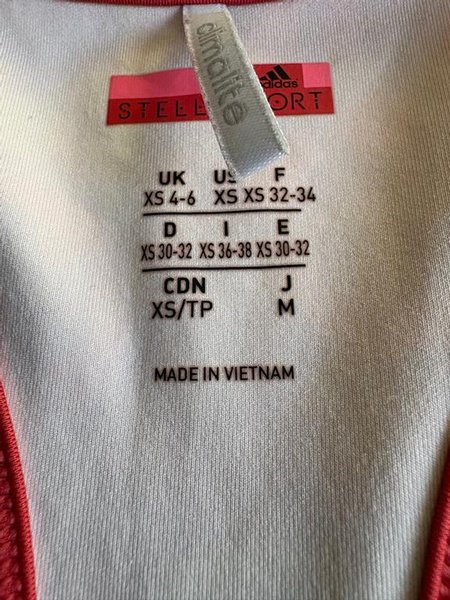 climalite
adidas
STELL ORT
UK US F
XS 4-6 XS XS 32-34
D I E
XS 30-32 XS 36-38 XS 30-32
CDN J
XS/TP M
MADE IN VIETNAM